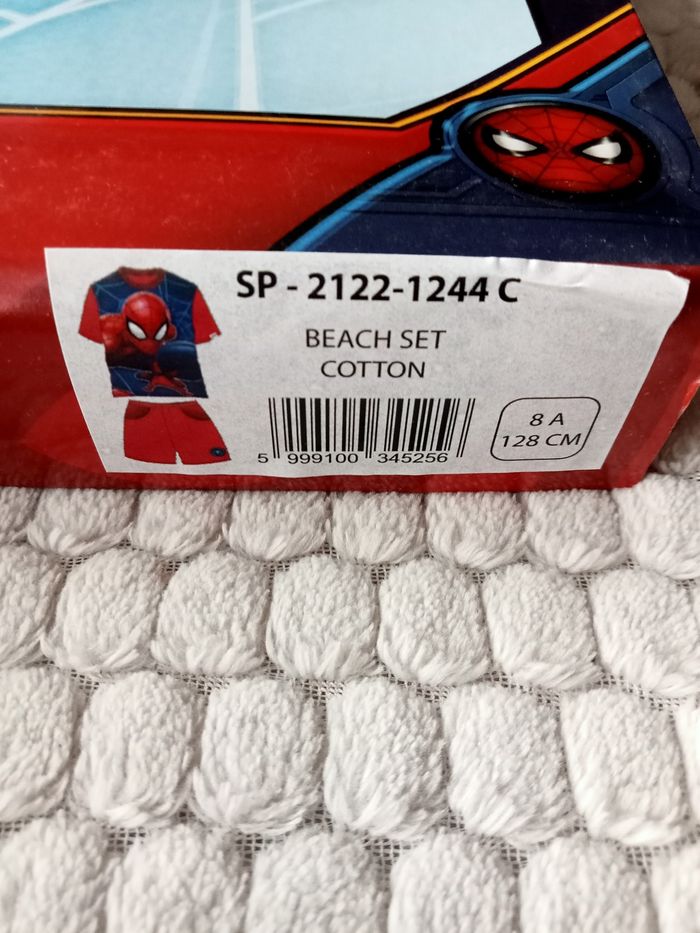 SP - 2122-1244 C
BEACH SET
COTTON
5 999100 345256
8 A
128 CM